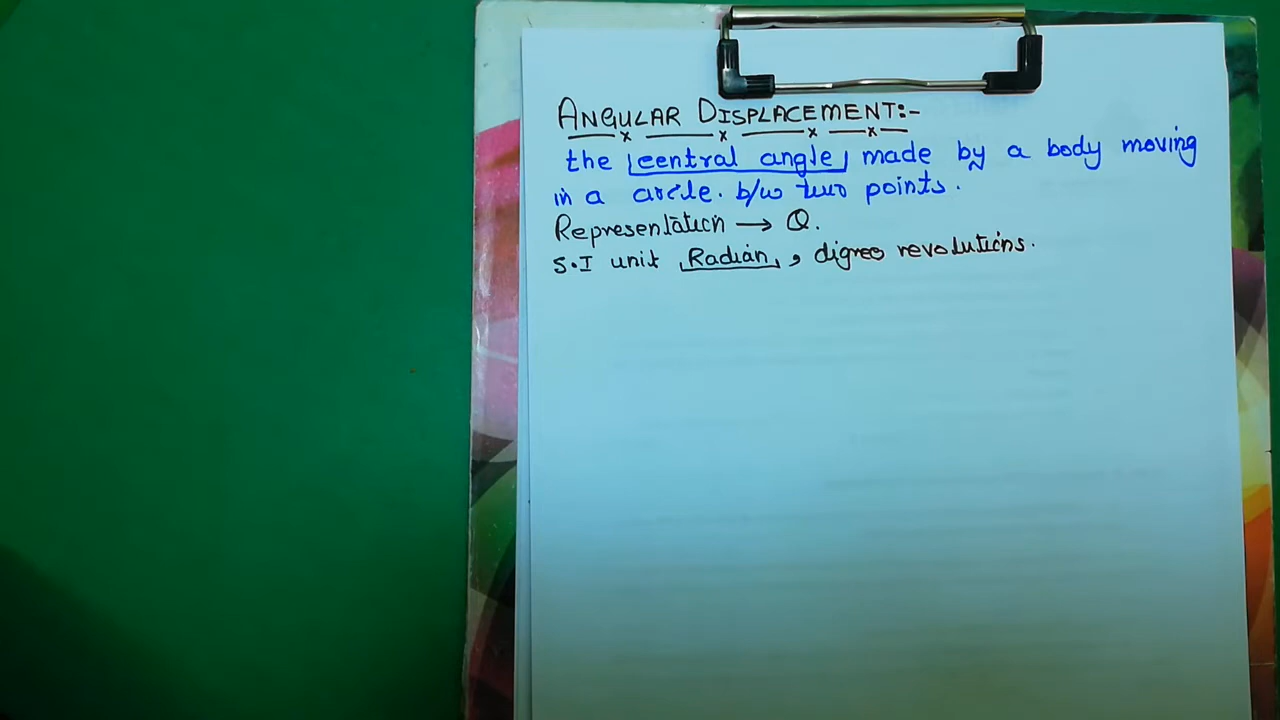 ANGULAR DISPLACEMENT:-
the central angle made by a body moving
in a circle. b/w two points.
Representation → θ.
S.I unit Radian, digree revolutions.